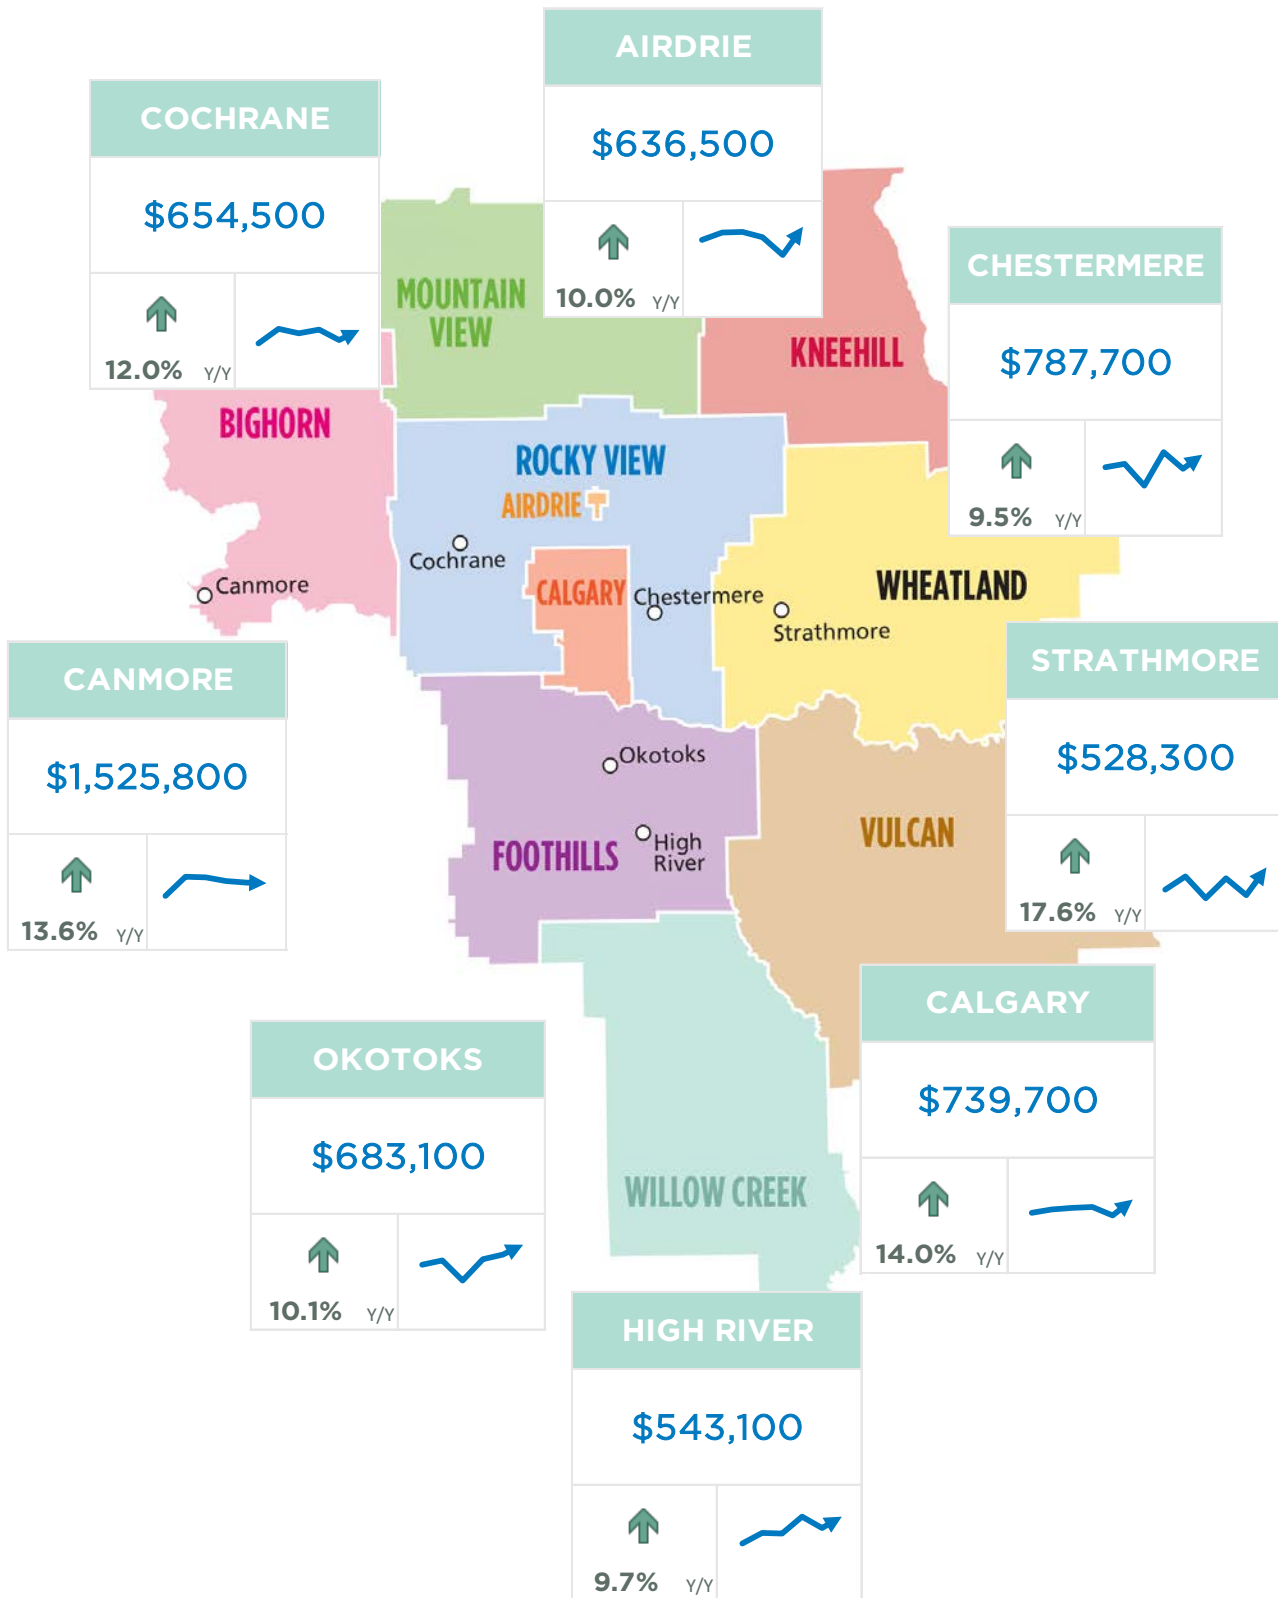 AIRDRIE
$636,500
10.0% Y/Y
COCHRANE
$654,500
12.0% Y/Y
CHESTERMERE
$787,700
9.5% Y/Y
MOUNTAIN
VIEW
KNEEHILL
BIGHORN
ROCKY VIEW
AIRDRIE
Cochrane
CALGARY
Chestermere
Canmore
WHEATLAND
Strathmore
CANMORE
$1,525,800
13.6% Y/Y
STRATHMORE
$528,300
17.6% Y/Y
Okotoks
High
River
FOOTHILLS
VULCAN
CALGARY
$739,700
14.0% Y/Y
OKOTOKS
$683,100
10.1% Y/Y
WILLOW CREEK
HIGH RIVER
$543,100
9.7% Y/Y